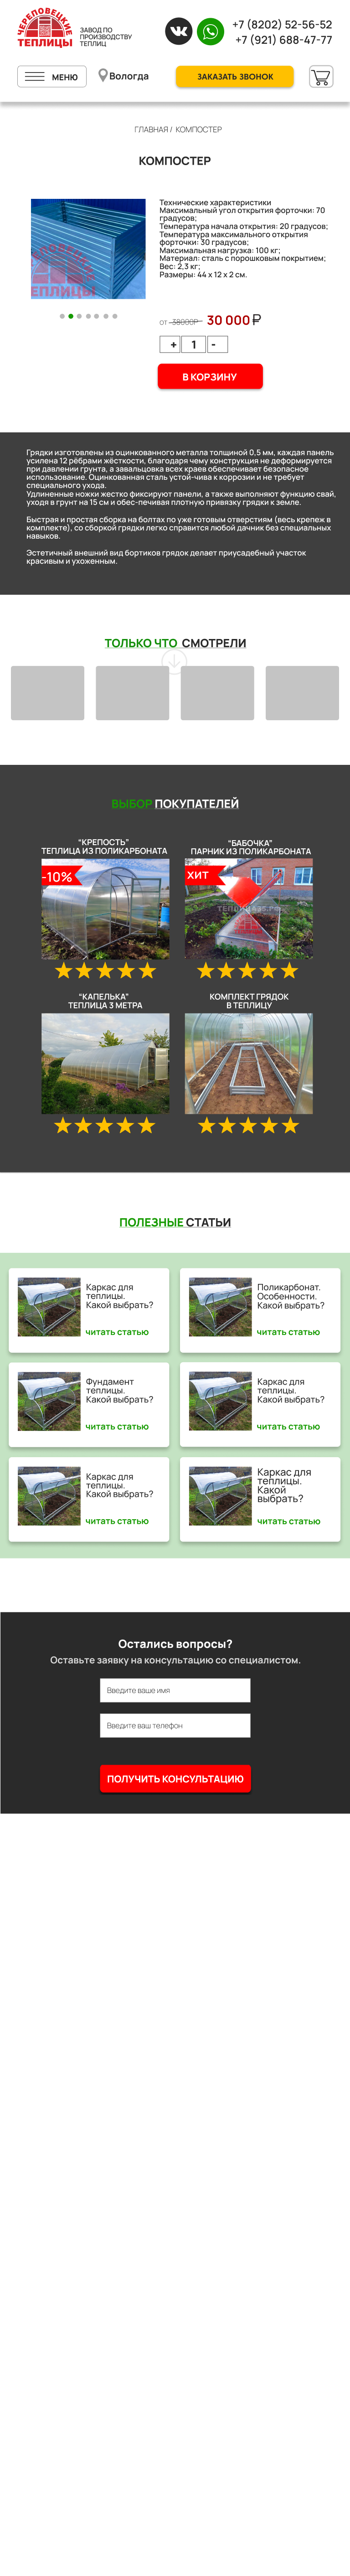 ЧЕРЕПОВЕЦКИЕ
ТЕПЛИЦЫ
ЗАВОД ПО
ПРОИЗВОДСТВУ
ТЕПЛИЦ
+7 (8202) 52-56-52
+7 (921) 688-47-77
МЕНЮ
Вологда
ЗАКАЗАТЬ ЗВОНОК
ГЛАВНАЯ / КОМПОСТЕР
КОМПОСТЕР
Технические характеристики
Максимальный угол открытия форточки: 70
градусов;
Температура начала открытия: 20 градусов;
Температура максимального открытия
форточки: 30 градусов;
Максимальная нагрузка: 100 кг;
Материал: сталь с порошковым покрытием;
Вес: 2,3 кг;
Размеры: 44 х 12 х 2 см.
от 38000₽ 30 000 ₽
+ 1 -
В КОРЗИНУ
Грядки изготовлены из оцинкованного металла толщиной 0,5 мм, каждая панель
усилена 12 рёбрами жёсткости, благодаря чему конструкция не деформируется
при давлении грунта, а завальцовка всех краев обеспечивает безопасное
использование. Оцинкованная сталь устой-чива к коррозии и не требует
специального ухода.
Удлиненные ножки жестко фиксируют панели, а также выполняют функцию свай,
уходя в грунт на 15 см и обес-печивая плотную привязку грядки к земле.
Быстрая и простая сборка на болтах по уже готовым отверстиям (весь крепеж в
комплекте), со сборкой грядки легко справится любой дачник без специальных
навыков.
Эстетичный внешний вид бортиков грядок делает приусадебный участок
красивым и ухоженным.
ТОЛЬКО ЧТО СМОТРЕЛИ
ВЫБОР ПОКУПАТЕЛЕЙ
“КРЕПОСТЬ”
ТЕПЛИЦА ИЗ ПОЛИКАРБОНАТА
-10%
“БАБОЧКА”
ПАРНИК ИЗ ПОЛИКАРБОНАТА
ХИТ
“КАПЕЛЬКА”
ТЕПЛИЦА 3 МЕТРА
КОМПЛЕКТ ГРЯДОК
В ТЕПЛИЦУ
ПОЛЕЗНЫЕ СТАТЬИ
Каркас для
теплицы.
Какой выбрать?
читать статью
Поликарбонат.
Особенности.
Какой выбрать?
читать статью
Фундамент
теплицы.
Какой выбрать?
читать статью
Каркас для
теплицы.
Какой выбрать?
читать статью
Каркас для
теплицы.
Какой выбрать?
читать статью
Каркас для
теплицы.
Какой
выбрать?
читать статью
Остались вопросы?
Оставьте заявку на консультацию со специалистом.
Введите ваше имя
Введите ваш телефон
ПОЛУЧИТЬ КОНСУЛЬТАЦИЮ